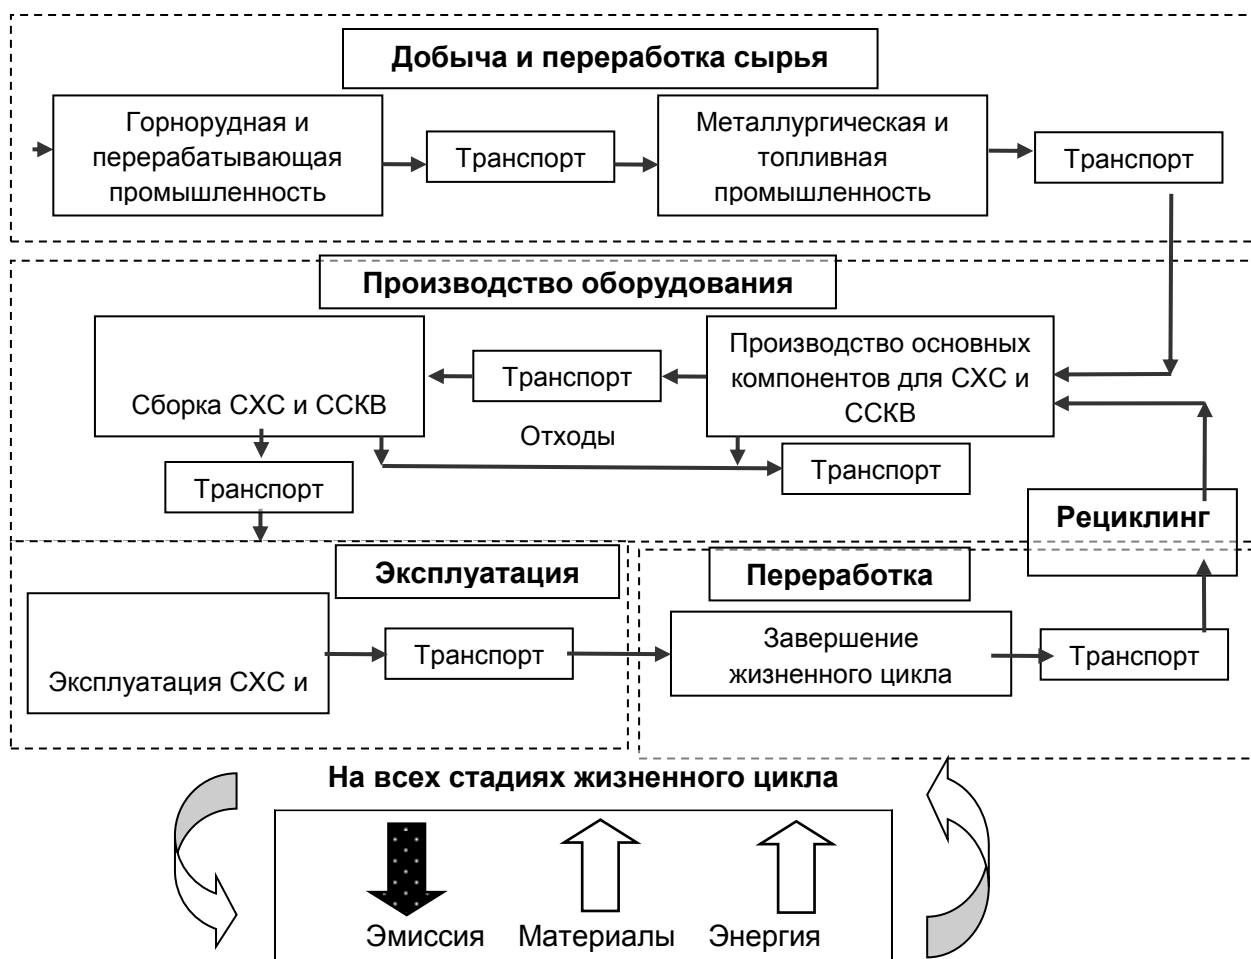 Добыча и переработка сырья
Горнорудная и
перерабатывающая
промышленность
Транспорт
Металлургическая и
топливная
промышленность
Транспорт
Производство оборудования
Сборка СХС и ССКВ
Транспорт
Производство основных
компонентов для СХС и
ССКВ
Отходы
Транспорт
Транспорт
Рециклинг
Эксплуатация
Переработка
Эксплуатация СХС и
Транспорт
Завершение
жизненного цикла
Транспорт
На всех стадиях жизненного цикла
Эмиссия
Материалы
Энергия